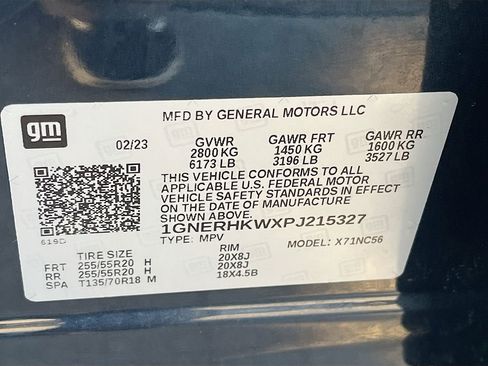 gm
MFD BY GENERAL MOTORS LLC
02/23 GVWR GAWR FRT GAWR RR
2800 KG 1450 KG 1600 KG
6173 LB 3196 LB 3527 LB
THIS VEHICLE CONFORMS TO ALL
APPLICABLE U.S. FEDERAL MOTOR
VEHICLE SAFETY STANDARDS IN EFFECT
ON THE DATE OF MANUFACTURE
SHOWN ABOVE.
1GNERHKWXPJ215327
619D TYPE: MPV MODEL: X71NC56
TIRE SIZE RIM
FRT 255/55R20 H 20X8J
RR 255/55R20 H 20X8J
SPA T135/70R18 M 18X4.5B